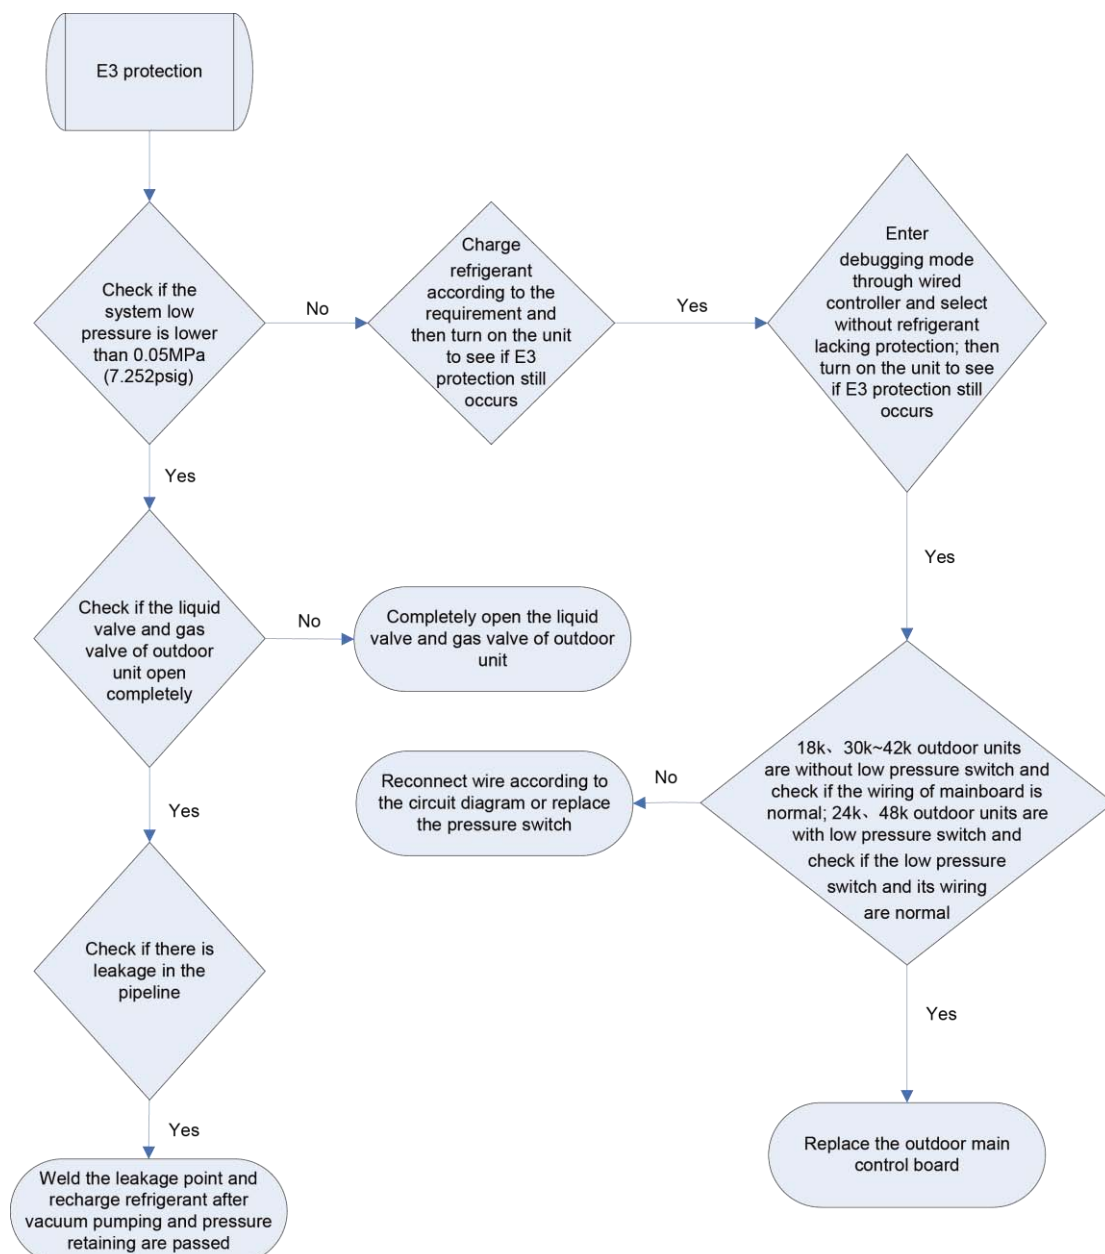 E3 protection
Check if the
system low
pressure is lower
than 0.05MPa
(7.252psig)
No
Charge
refrigerant
according to the
requirement and
then turn on the unit
to see if E3
protection still
occurs
Yes
Enter
debugging mode
through wired
controller and select
without refrigerant
lacking protection; then
turn on the unit to see
if E3 protection still
occurs
Yes
Yes
Check if the liquid
valve and gas
valve of outdoor
unit open
completely
No
Completely open the liquid
valve and gas valve of outdoor
unit
18k、30k~42k outdoor units
are without low pressure switch and
check if the wiring of mainboard is
normal; 24k、48k outdoor units are
with low pressure switch and
check if the low pressure
switch and its wiring
are normal
No
Reconnect wire according to
the circuit diagram or replace
the pressure switch
Yes
Check if there is
leakage in the
pipeline
Yes
Yes
Weld the leakage point and
recharge refrigerant after
vacuum pumping and pressure
retaining are passed
Replace the outdoor main
control board